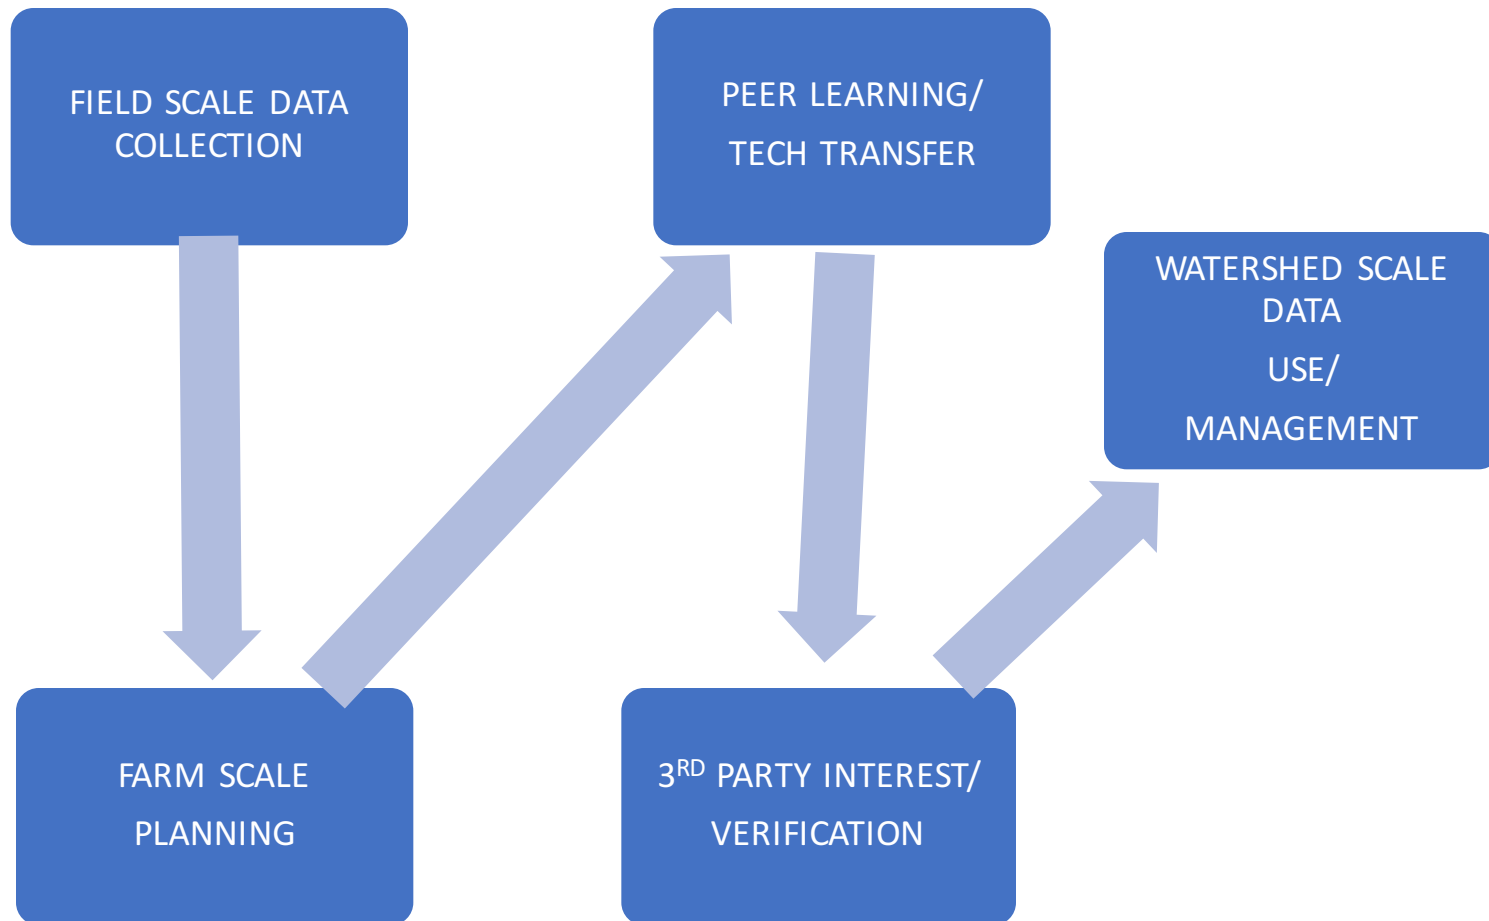 FIELD SCALE DATA
COLLECTION
FARM SCALE
PLANNING
PEER LEARNING/
TECH TRANSFER
3RD PARTY INTEREST/
VERIFICATION
WATERSHED SCALE
DATA
USE/
MANAGEMENT